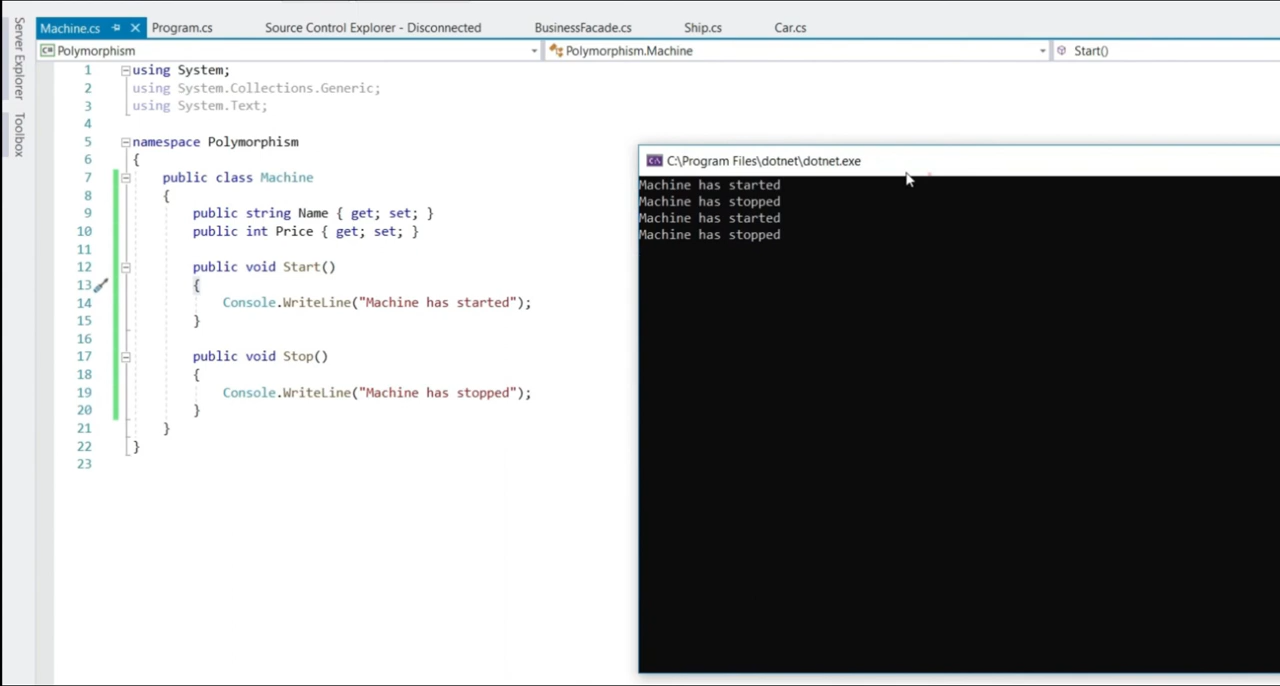 Server Explorer
Toolbox
Machine.cs
Program.cs
Source Control Explorer - Disconnected
BusinessFacade.cs
Ship.cs
Car.cs
C# Polymorphism
Polymorphism.Machine
Start()
1 using System;
2 using System.Collections.Generic;
3 using System.Text;
4
5 namespace Polymorphism
6 {
7 public class Machine
8 {
9 public string Name { get; set; }
10 public int Price { get; set; }
11
12 public void Start()
13 {
14 Console.WriteLine("Machine has started");
15 }
16
17 public void Stop()
18 {
19 Console.WriteLine("Machine has stopped");
20 }
21 }
22 }
23
C:\Program Files\dotnet\dotnet.exe
Machine has started
Machine has stopped
Machine has started
Machine has stopped